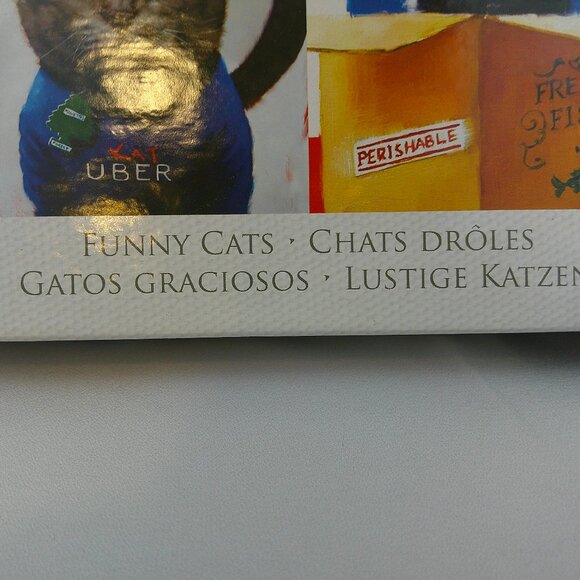 KAT
UBER
PERISHABLE
FRE
FI
FUNNY CATS · CHATS DRÔLES
GATOS GRACIOSOS · LUSTIGE KATZEN